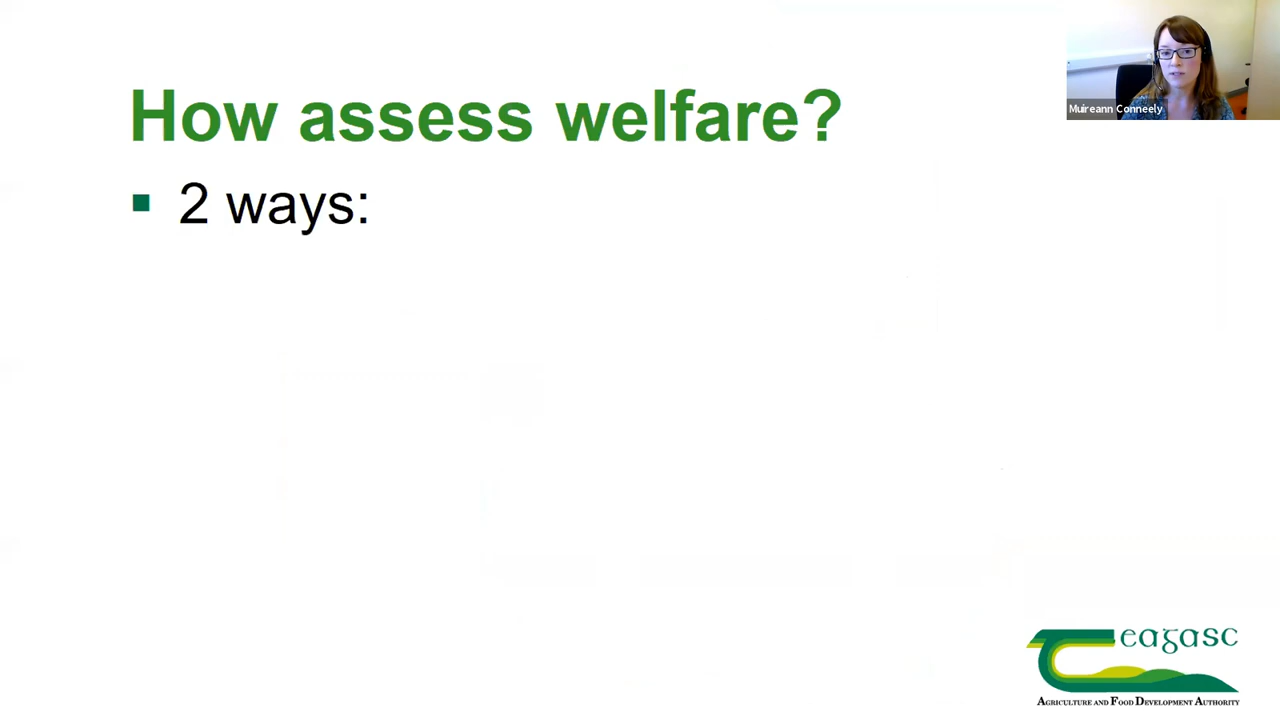 How assess welfare?
▪ 2 ways:
Muireann Conneely
Teagasc
AGRICULTURE AND FOOD DEVELOPMENT AUTHORITY